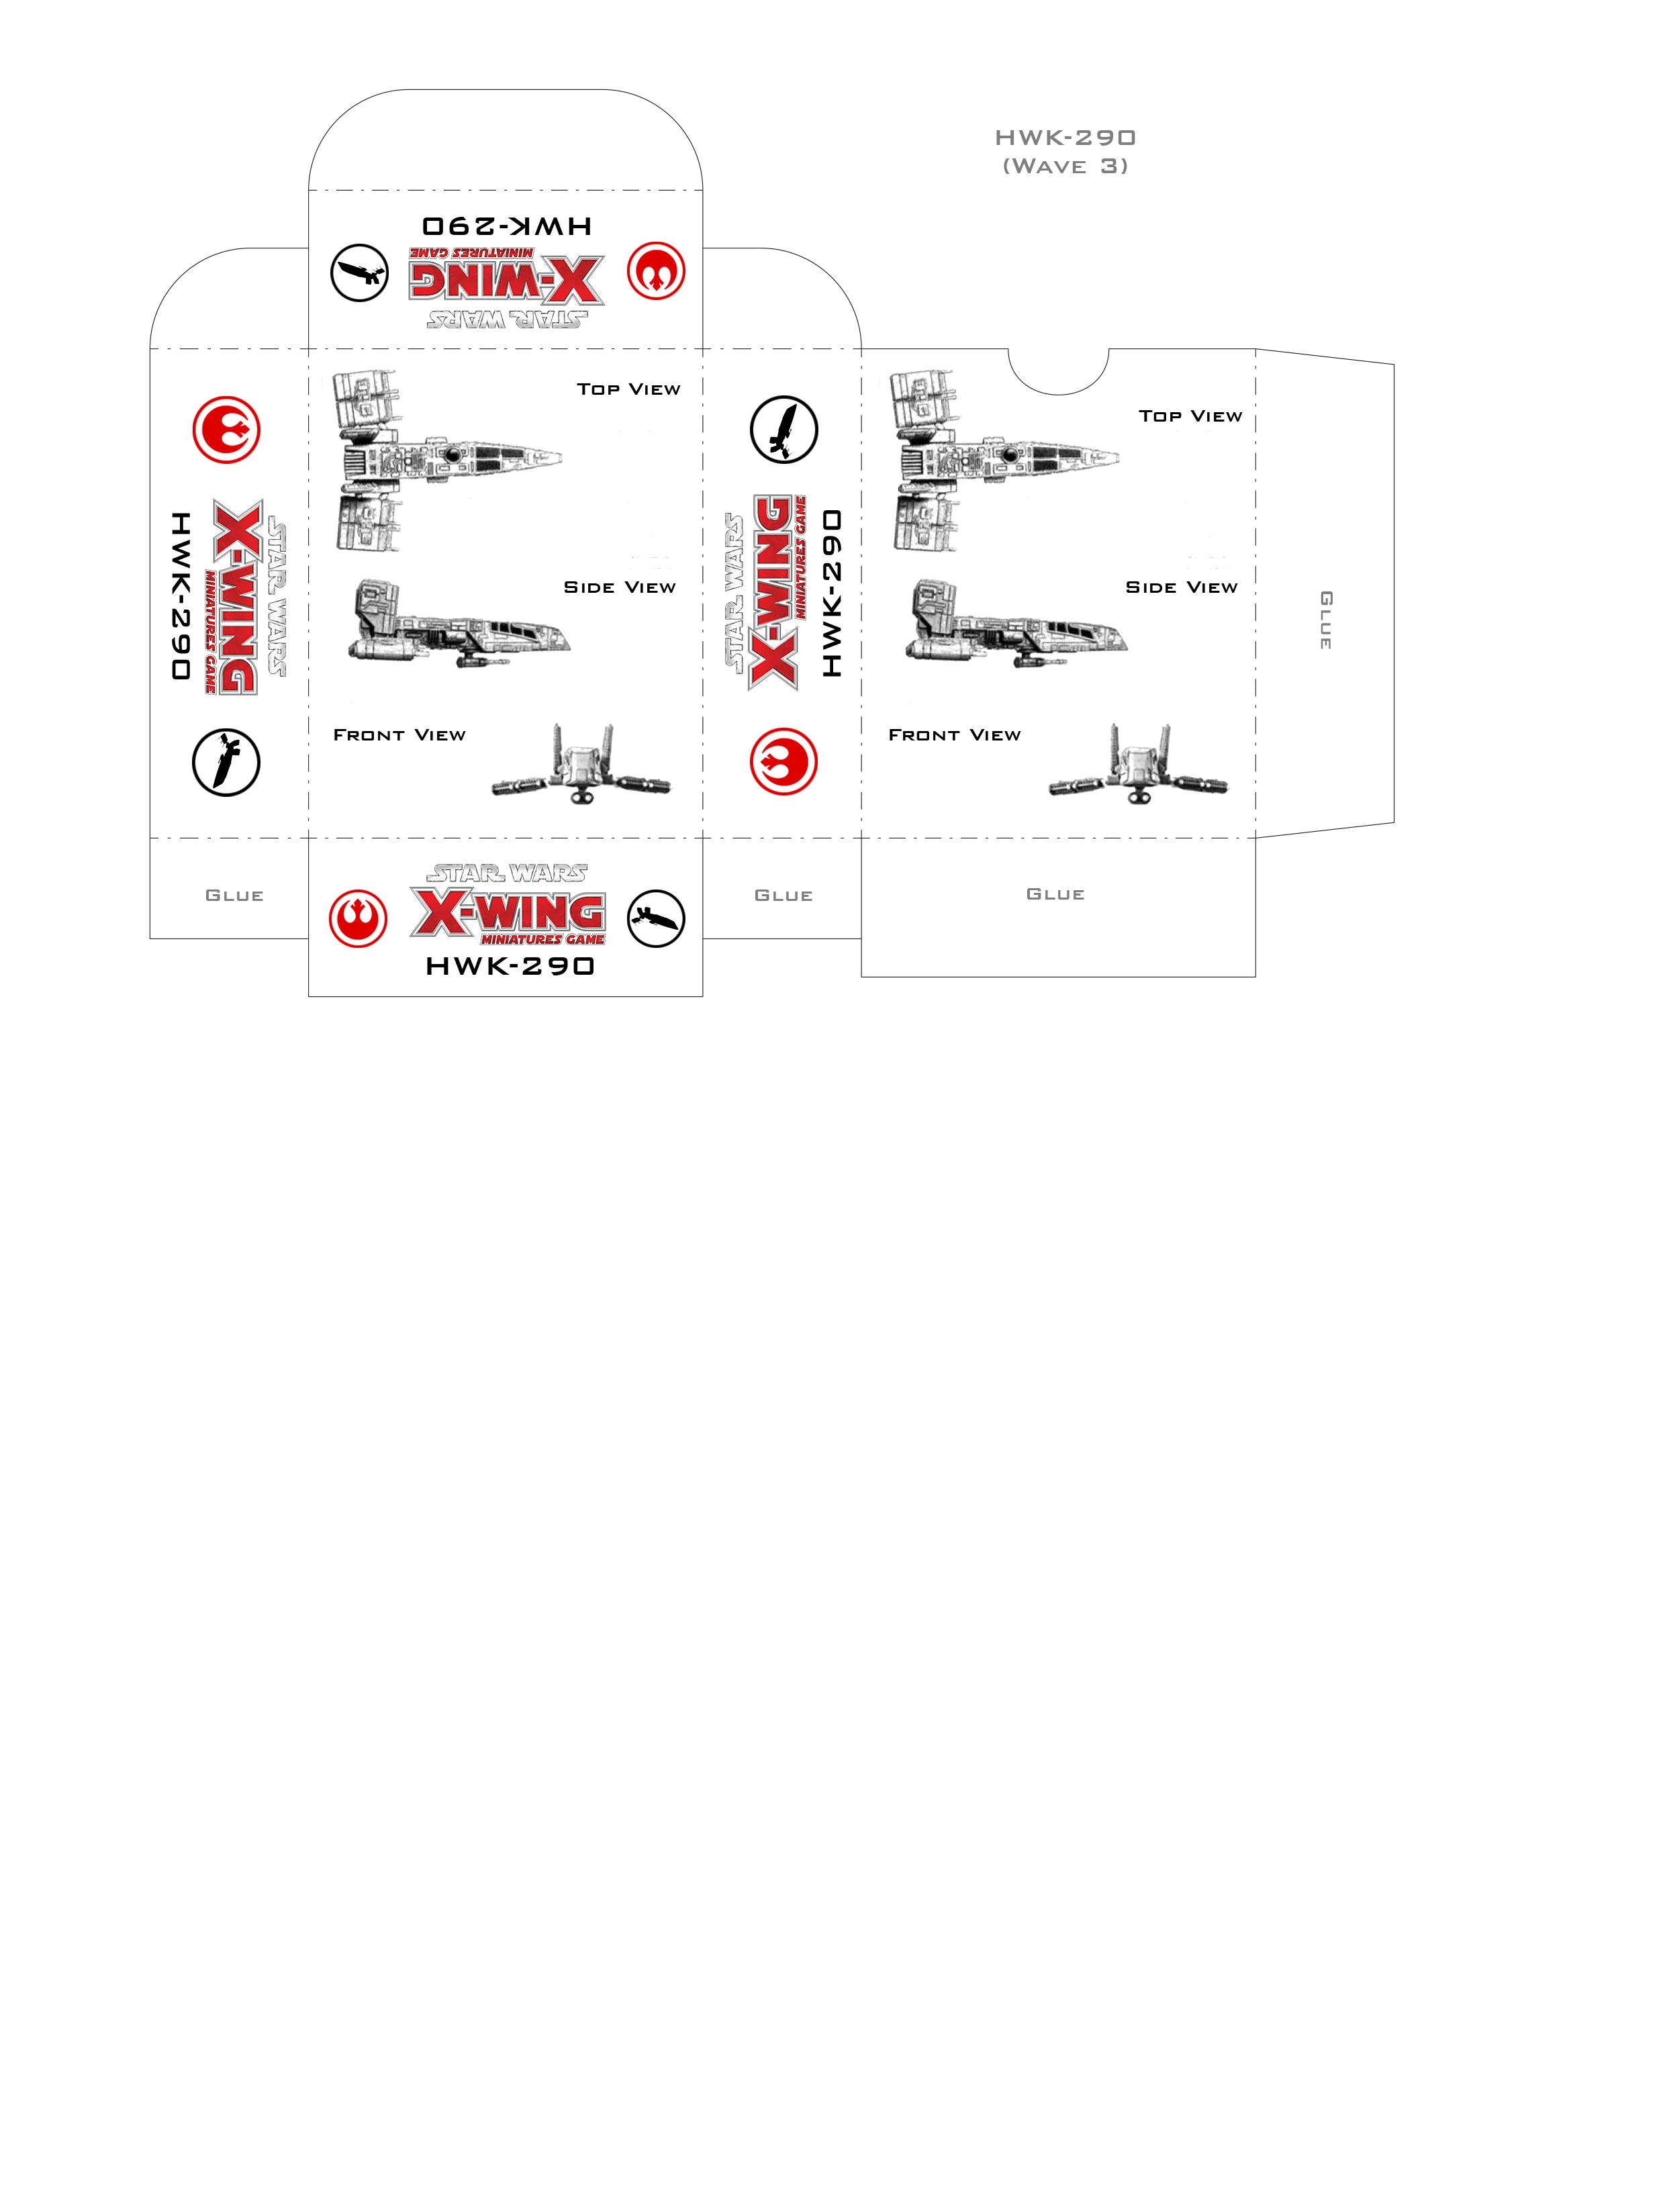 HWK-290
(Wave 3)
HWK-290
X-WING
MINIATURES GAME
STAR WARS
STAR WARS
X-WING
MINIATURES GAME
HWK-290
Top View
Side View
Front View
STAR WARS
X-WING
MINIATURES GAME
HWK-290
Top View
Side View
Front View
Glue
Glue
STAR WARS
X-WING
MINIATURES GAME
HWK-290
Glue
Glue